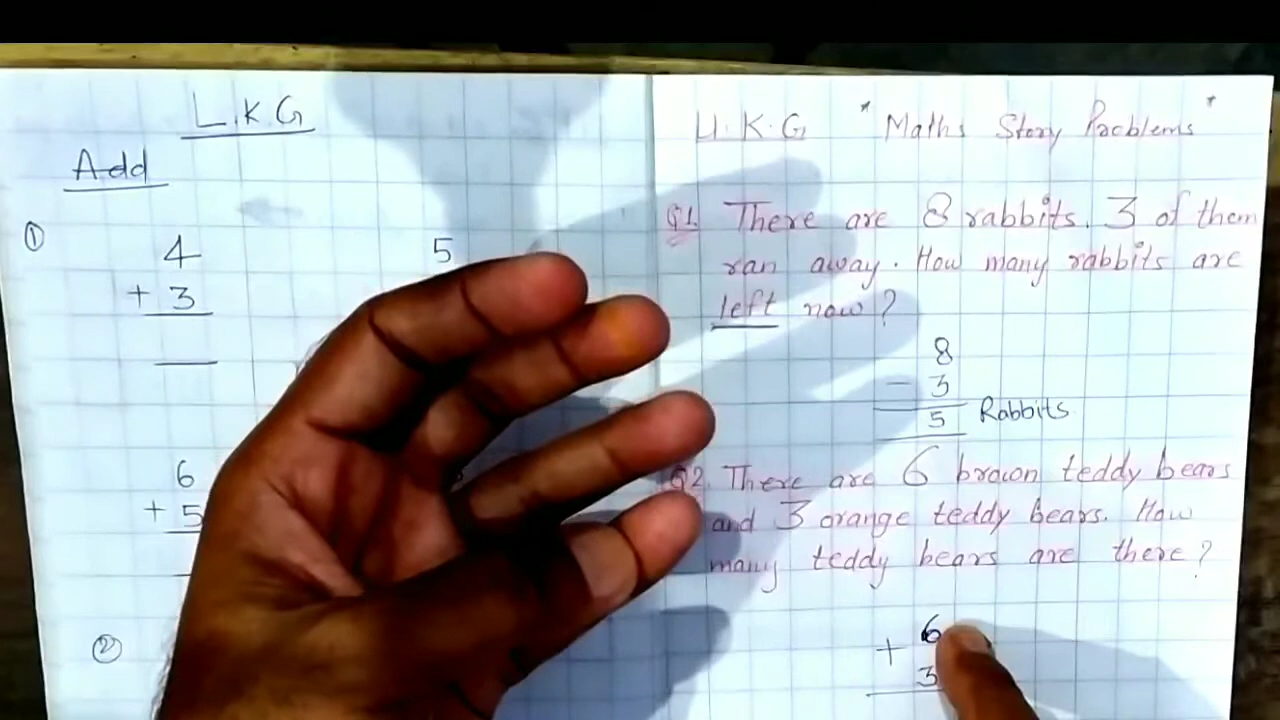 L.K.G
Add
①
4
+ 3
5
6
+ 5
②
U.K.G "Maths Story Problems"
Q1. There are 8 rabbits. 3 of them
ran away. How many rabbits are
left now?
8
- 3
5 Rabbits
Q2. There are 6 brown teddy bears
and 3 orange teddy bears. How
many teddy bears are there?
+ 6
3